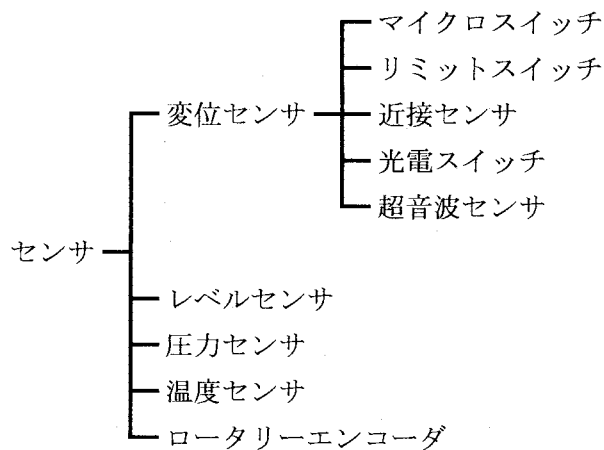 マイクロスイッチ
リミットスイッチ
変位センサ
近接センサ
光電スイッチ
超音波センサ
センサ
レベルセンサ
圧力センサ
温度センサ
ロータリーエンコーダ